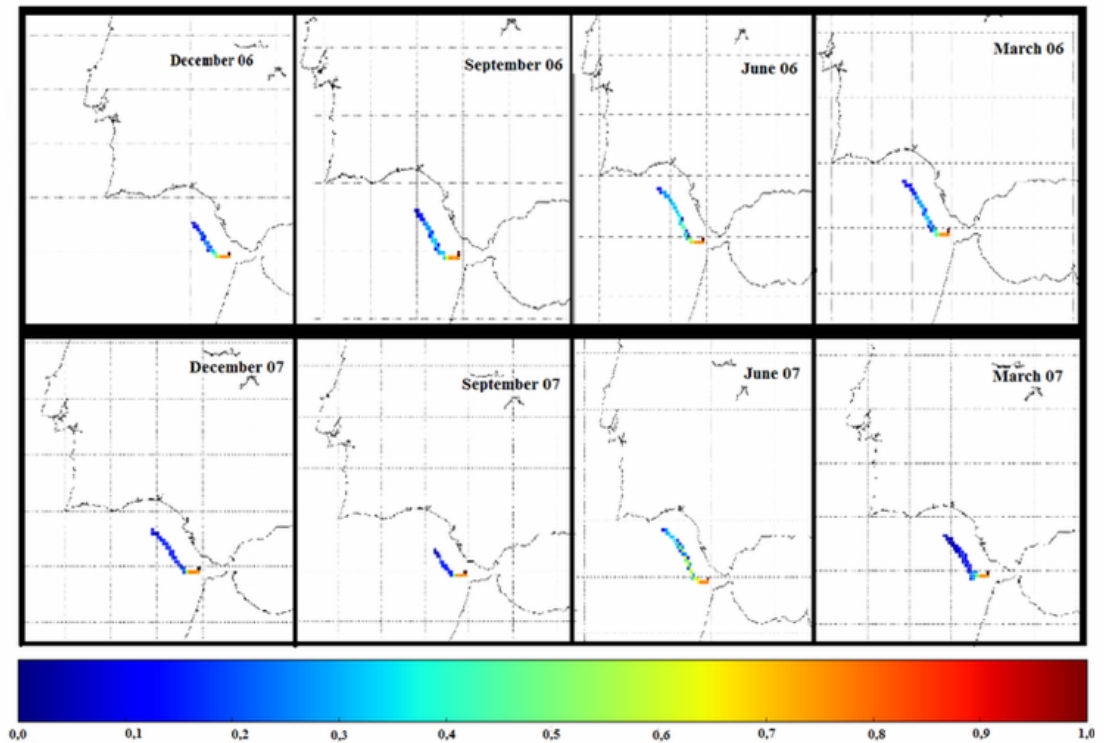 December 06
September 06
June 06
March 06
December 07
September 07
June 07
March 07
0,0 0,1 0,2 0,3 0,4 0,5 0,6 0,7 0,8 0,9 1,0